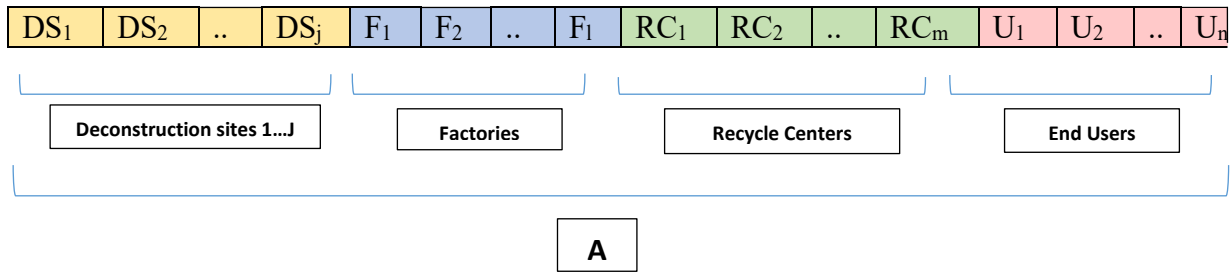 DS₁ DS₂ .. DSⱼ F₁ F₂ .. Fₗ RC₁ RC₂ .. RCₘ U₁ U₂ .. Uₙ
Deconstruction sites 1...J Factories Recycle Centers End Users
A